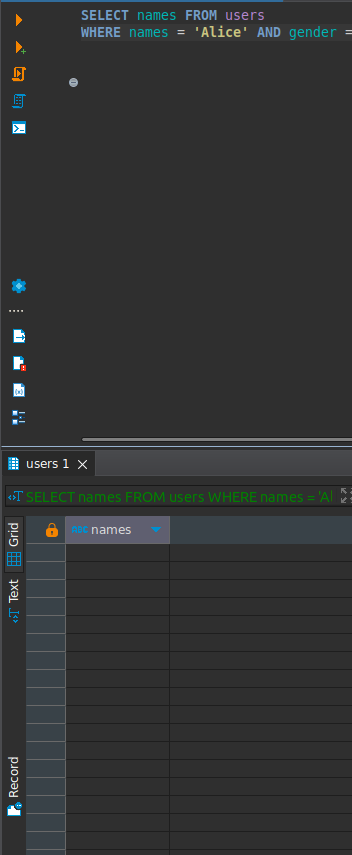 SELECT names FROM users
WHERE names = 'Alice' AND gender =
users 1
SELECT names FROM users WHERE names = 'Al
Grid
ABC names
Text
Record